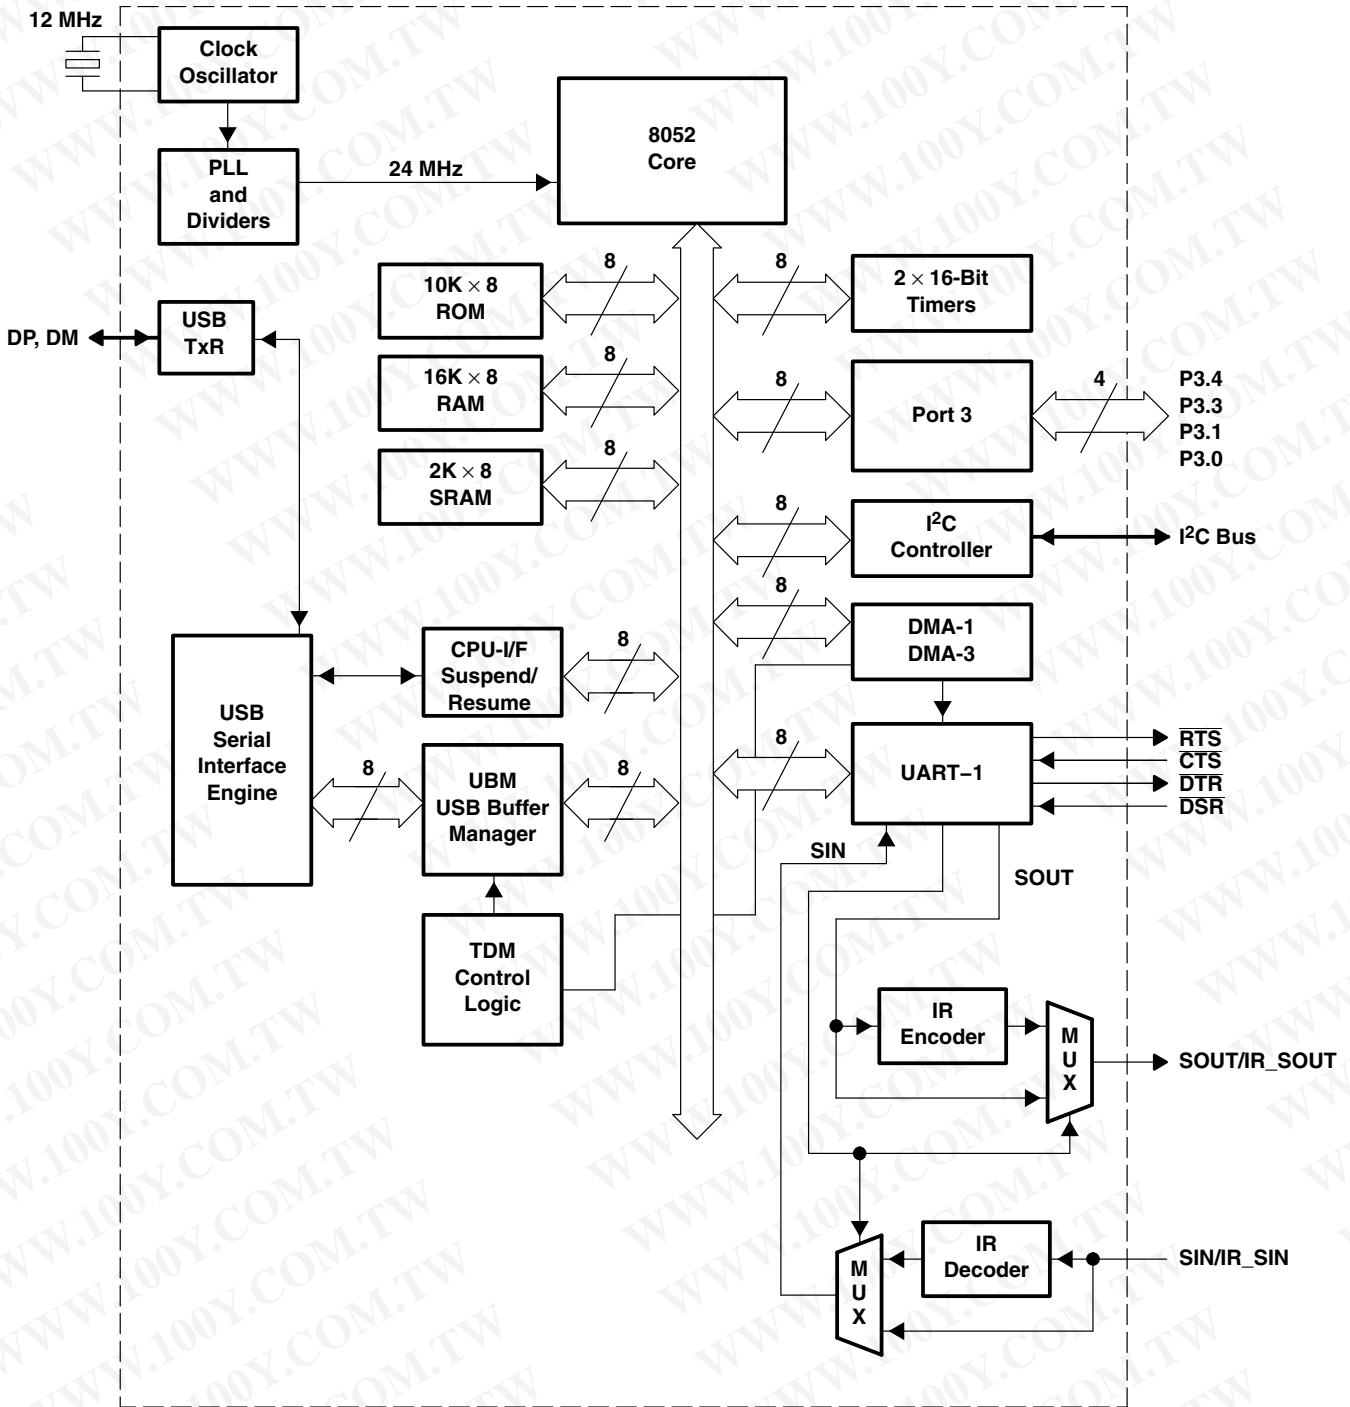 12 MHz
Clock
Oscillator
PLL
and
Dividers
24 MHz
8052
Core
10K × 8
ROM
8
8
2 × 16-Bit
Timers
DP, DM
USB
TxR
16K × 8
RAM
8
8
Port 3
4
P3.4
P3.3
P3.1
P3.0
2K × 8
SRAM
8
8
I²C
Controller
I²C Bus
8
DMA-1
DMA-3
USB
Serial
Interface
Engine
CPU-I/F
Suspend/
Resume
8
8
UBM
USB Buffer
Manager
8
8
UART–1
RTS
CTS
DTR
DSR
SIN
SOUT
TDM
Control
Logic
IR
Encoder
M
U
X
SOUT/IR_SOUT
IR
Decoder
M
U
X
SIN/IR_SIN
WWW.100Y.COM.TW